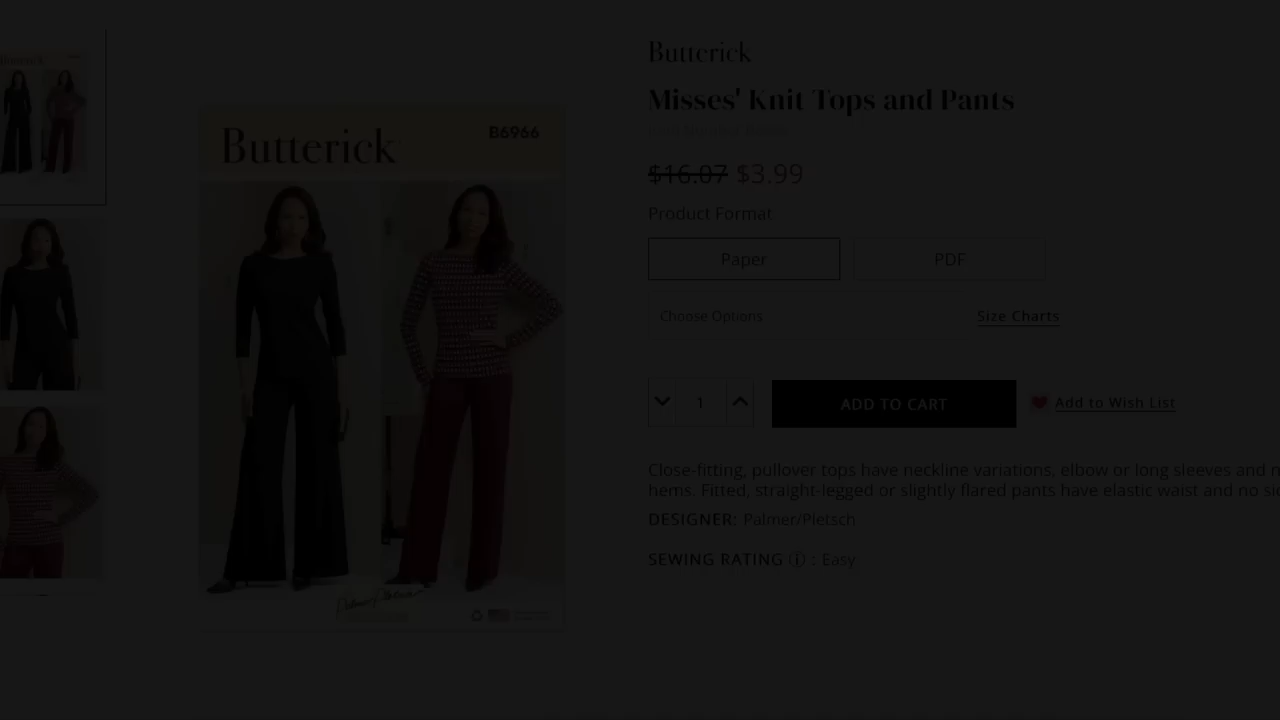 Butterick
Misses' Knit Tops and Pants
$16.07 $3.99
Product Format
Paper
PDF
Choose Options
Size Charts
1
ADD TO CART
Add to Wish List
Close-fitting, pullover tops have neckline variations, elbow or long sleeves and
hems. Fitted, straight-legged or slightly flared pants have elastic waist and no
DESIGNER: Palmer/Pletsch
SEWING RATING ⓘ : Easy
Butterick
B6966
Palmer/Pletsch
Butterick